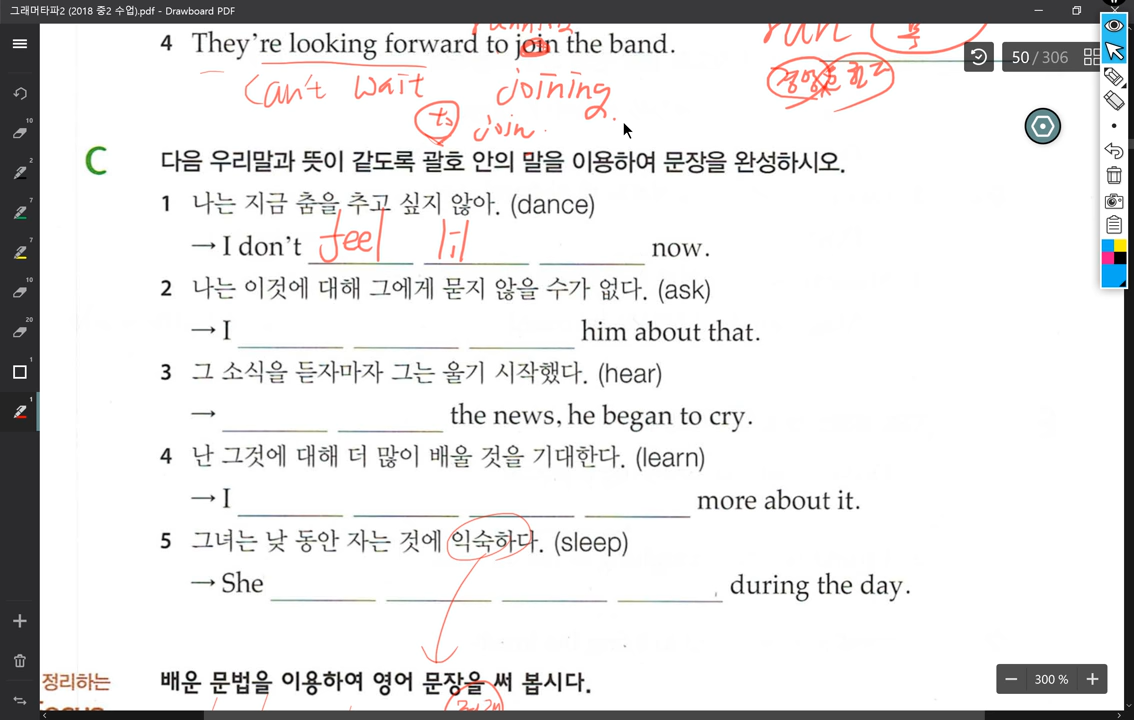 그래머타파2 (2018 중2 수업).pdf - Drawboard PDF
50 / 306
run
4 They're looking forward to join the band.
Can't wait joining.
to join.
C 다음 우리말과 뜻이 같도록 괄호 안의 말을 이용하여 문장을 완성하시오.
1 나는 지금 춤을 추고 싶지 않아. (dance)
→ I don't feel now.
2 나는 이것에 대해 그에게 묻지 않을 수가 없다. (ask)
→ I him about that.
3 그 소식을 듣자마자 그는 울기 시작했다. (hear)
→ the news, he began to cry.
4 난 그것에 대해 더 많이 배울 것을 기대한다. (learn)
→ I more about it.
5 그녀는 낮 동안 자는 것에 익숙하다. (sleep)
→ She during the day.
정리하는
배운 문법을 이용하여 영어 문장을 써 봅시다.
300 %
10
2
7
7
10
20
1
1